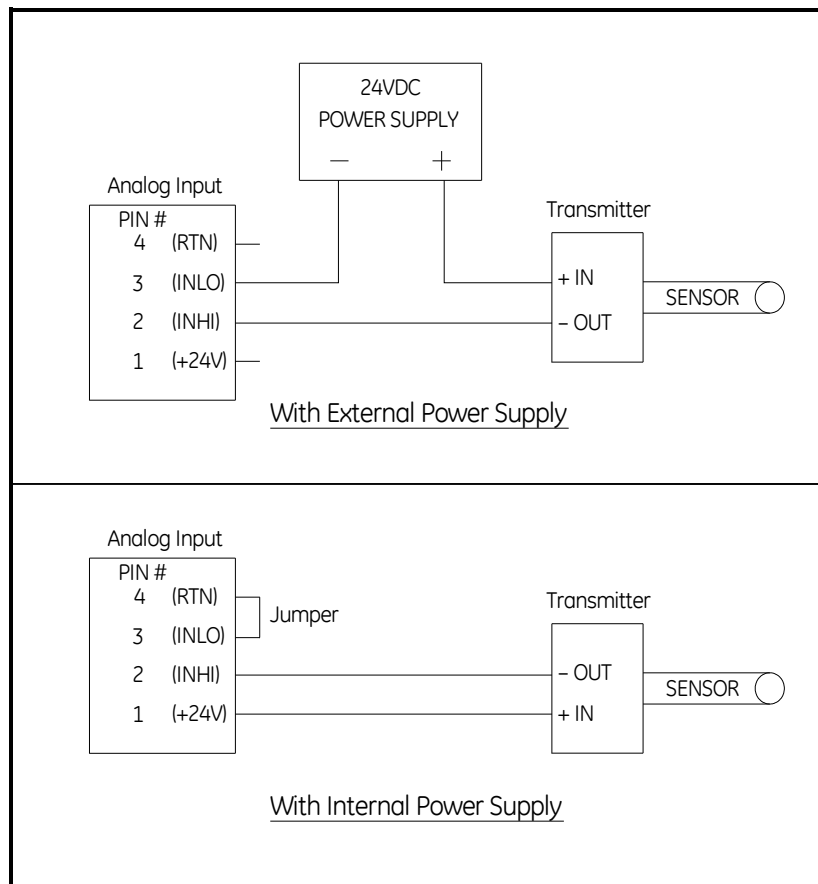 24VDC
POWER SUPPLY
— +
Analog Input
PIN #
4 (RTN)
3 (INLO)
2 (INHI)
1 (+24V)
Transmitter
+ IN
– OUT
SENSOR
With External Power Supply
Analog Input
PIN #
4 (RTN)
3 (INLO)
2 (INHI)
1 (+24V)
Jumper
Transmitter
– OUT
+ IN
SENSOR
With Internal Power Supply